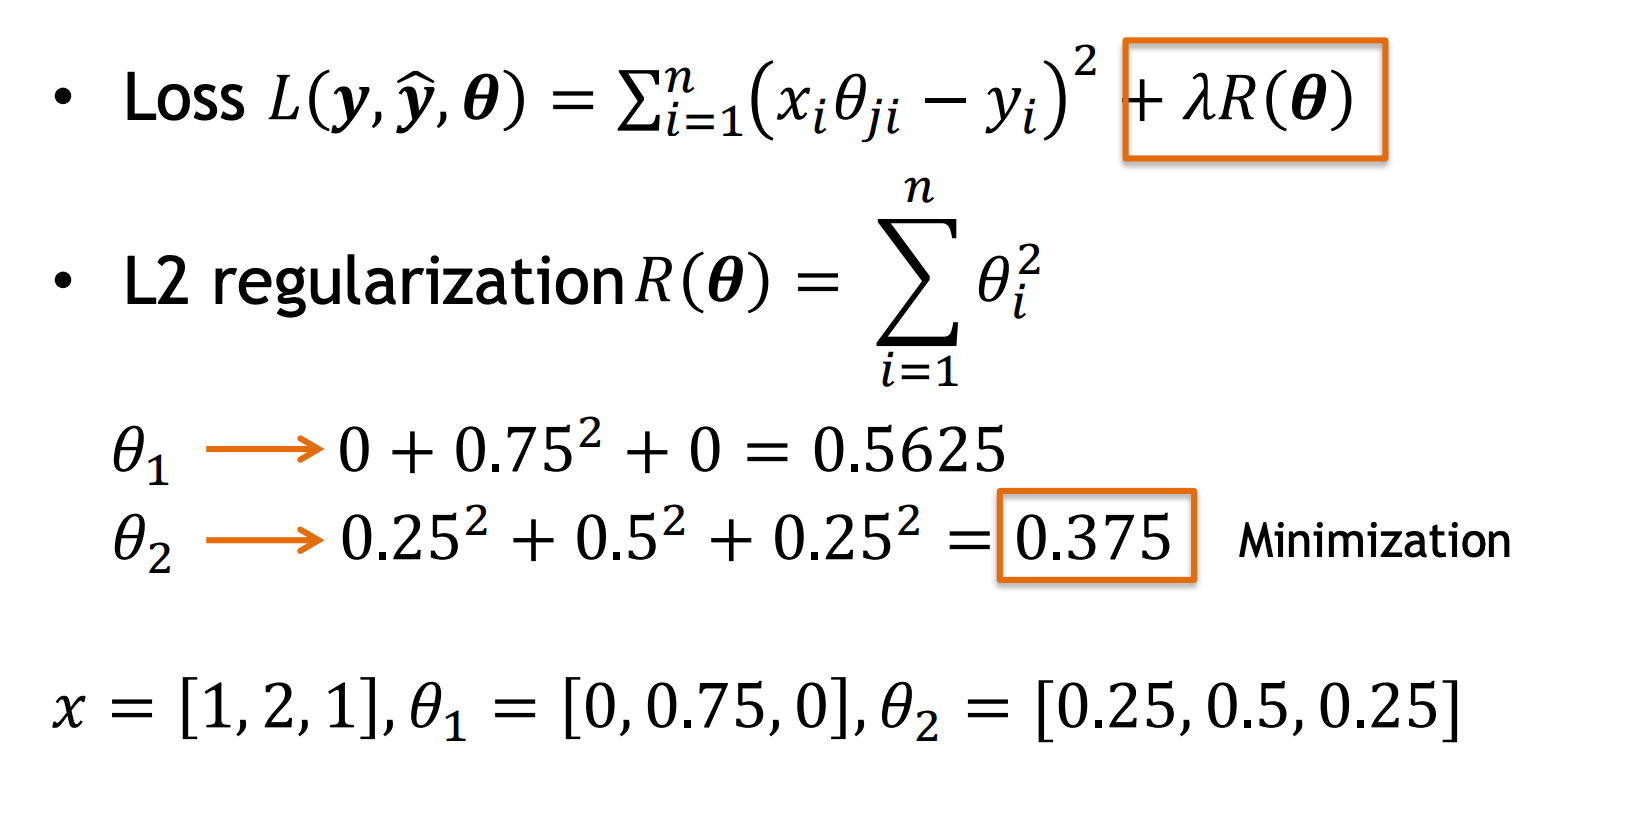 • Loss L(y, ŷ, θ) = ∑ⁿᵢ₌₁(xᵢθⱼᵢ − yᵢ)² + λR(θ)
• L2 regularization R(θ) = ∑ⁿᵢ₌₁ θᵢ²
θ₁ → 0 + 0.75² + 0 = 0.5625
θ₂ → 0.25² + 0.5² + 0.25² = 0.375 Minimization
x = [1, 2, 1], θ₁ = [0, 0.75, 0], θ₂ = [0.25, 0.5, 0.25]